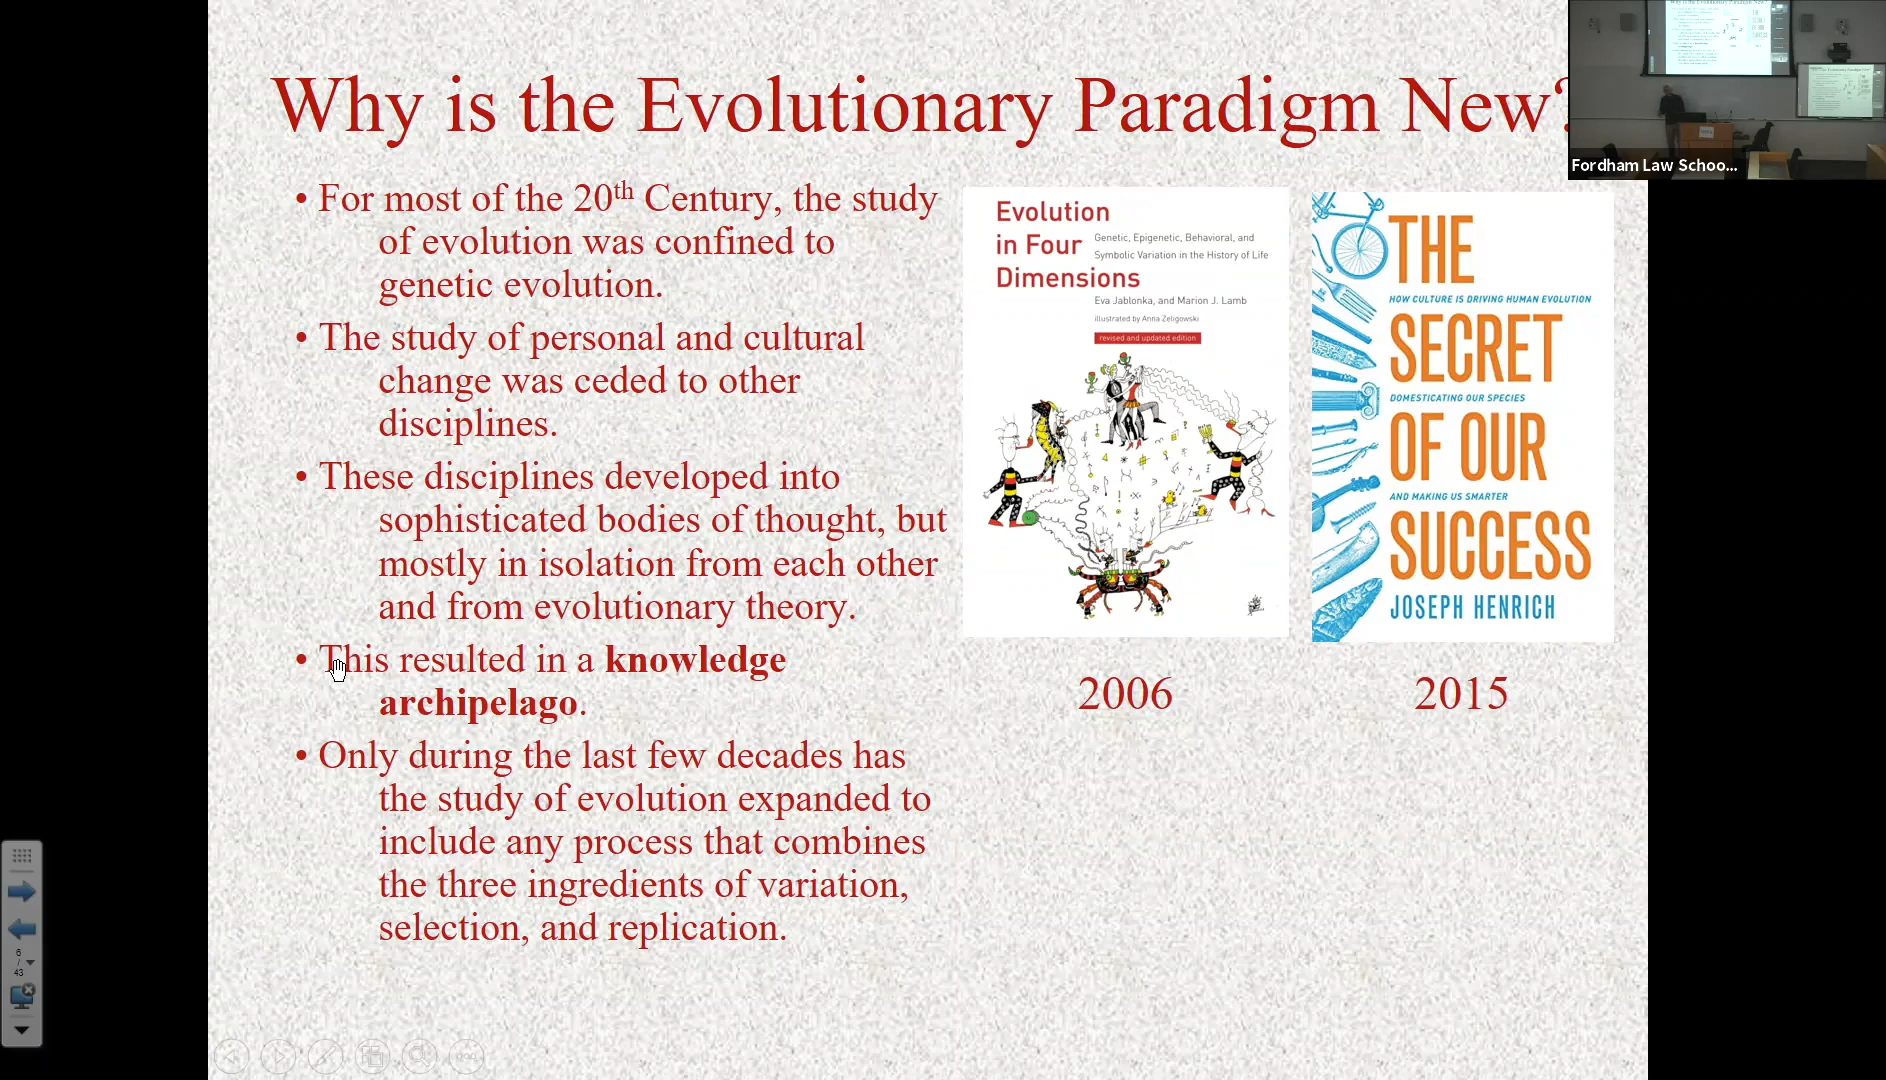 Why is the Evolutionary Paradigm New?
Fordham Law Schoo...
• For most of the 20th Century, the study
of evolution was confined to
genetic evolution.
• The study of personal and cultural
change was ceded to other
disciplines.
• These disciplines developed into
sophisticated bodies of thought, but
mostly in isolation from each other
and from evolutionary theory.
• This resulted in a knowledge
archipelago.
• Only during the last few decades has
the study of evolution expanded to
include any process that combines
the three ingredients of variation,
selection, and replication.
Evolution
in Four
Dimensions
Genetic, Epigenetic, Behavioral, and
Symbolic Variation in the History of Life
Eva Jablonka, and Marion J. Lamb
illustrated by Anna Zeligowski
revised and updated edition
2006
THE
HOW CULTURE IS DRIVING HUMAN EVOLUTION
SECRET
DOMESTICATING OUR SPECIES
OF OUR
AND MAKING US SMARTER
SUCCESS
JOSEPH HENRICH
2015
6
/
43